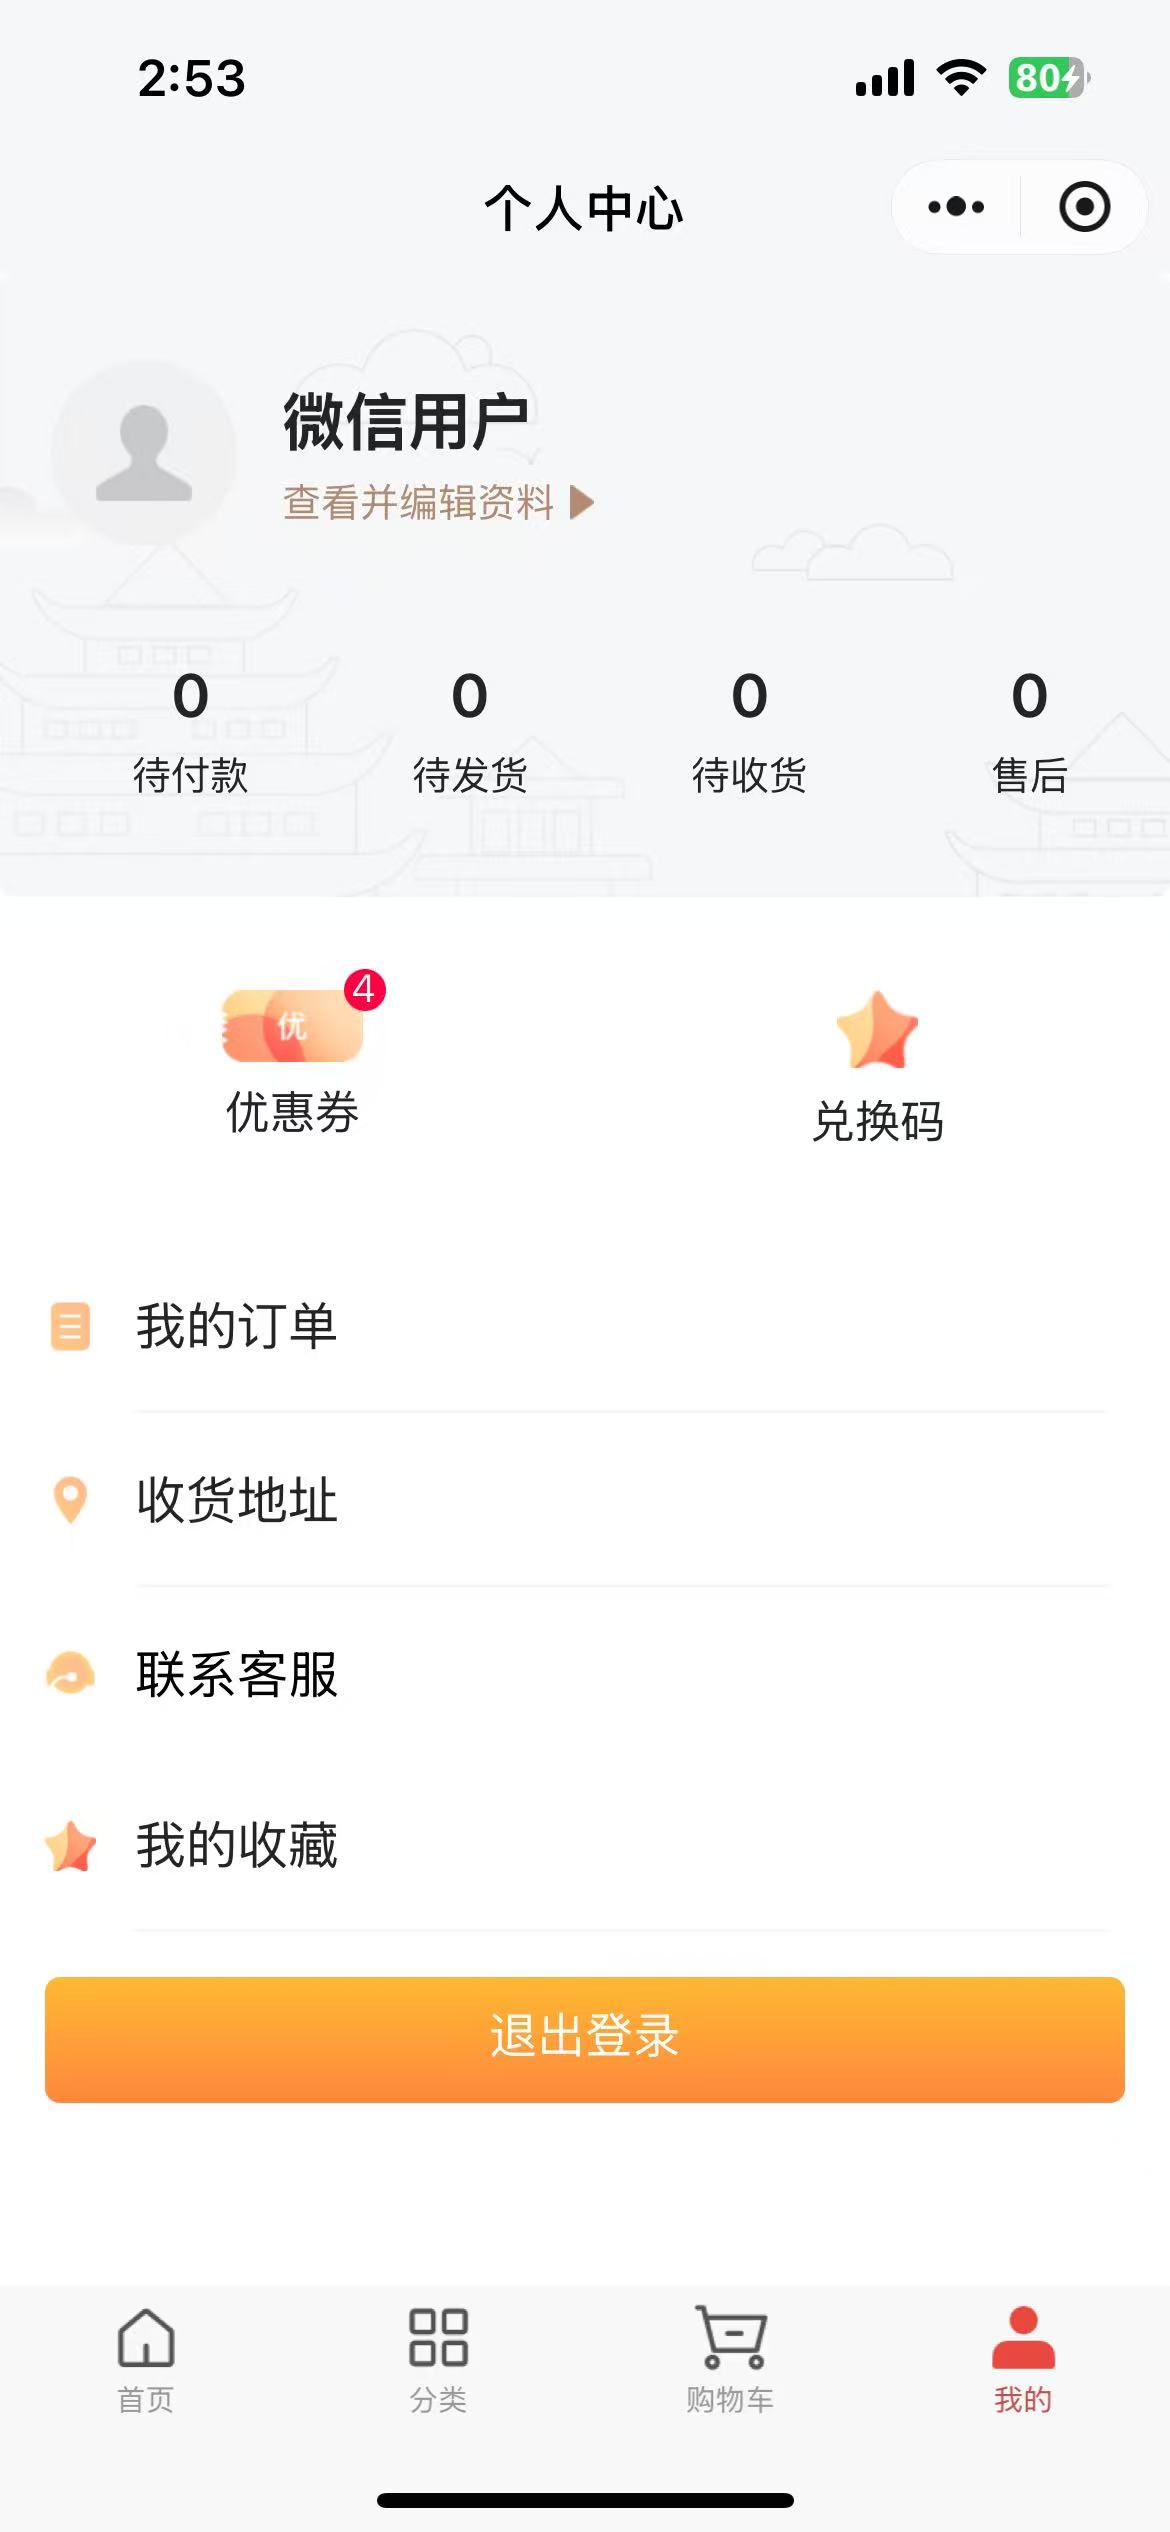 2:53
80
个人中心
微信用户
查看并编辑资料
0 0 0 0
待付款 待发货 待收货 售后
4
优
优惠券 兑换码
我的订单
收货地址
联系客服
我的收藏
退出登录
首页 分类 购物车 我的